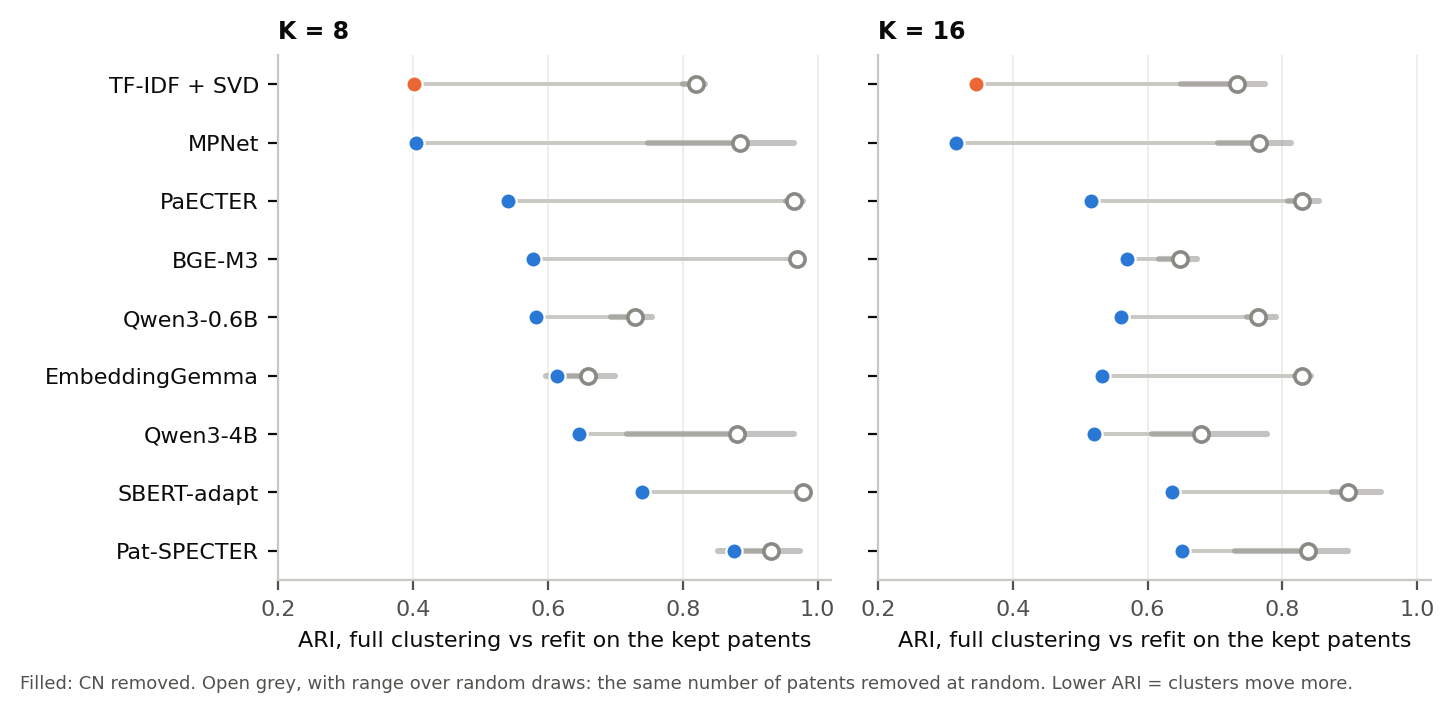 K = 8
K = 16
TF-IDF + SVD
MPNet
PaECTER
BGE-M3
Qwen3-0.6B
EmbeddingGemma
Qwen3-4B
SBERT-adapt
Pat-SPECTER
0.2 0.4 0.6 0.8 1.0
0.2 0.4 0.6 0.8 1.0
ARI, full clustering vs refit on the kept patents
ARI, full clustering vs refit on the kept patents
Filled: CN removed. Open grey, with range over random draws: the same number of patents removed at random. Lower ARI = clusters move more.